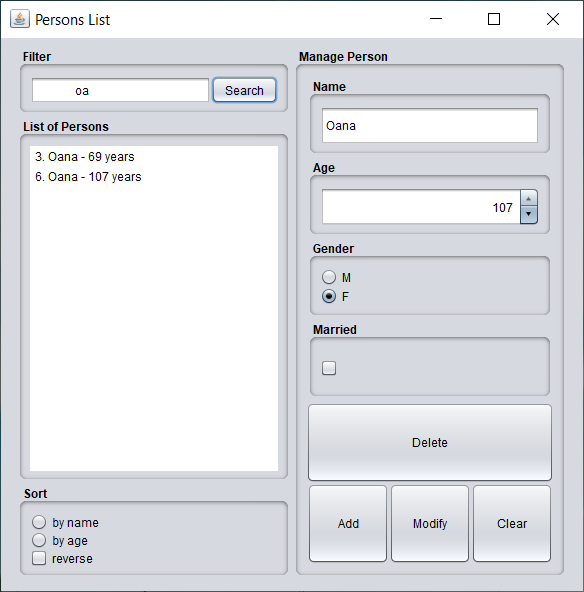 Persons List
Filter
oa
Search
List of Persons
3. Oana - 69 years
6. Oana - 107 years
Sort
by name
by age
reverse
Manage Person
Name
Oana
Age
107
Gender
M
F
Married
Delete
Add
Modify
Clear